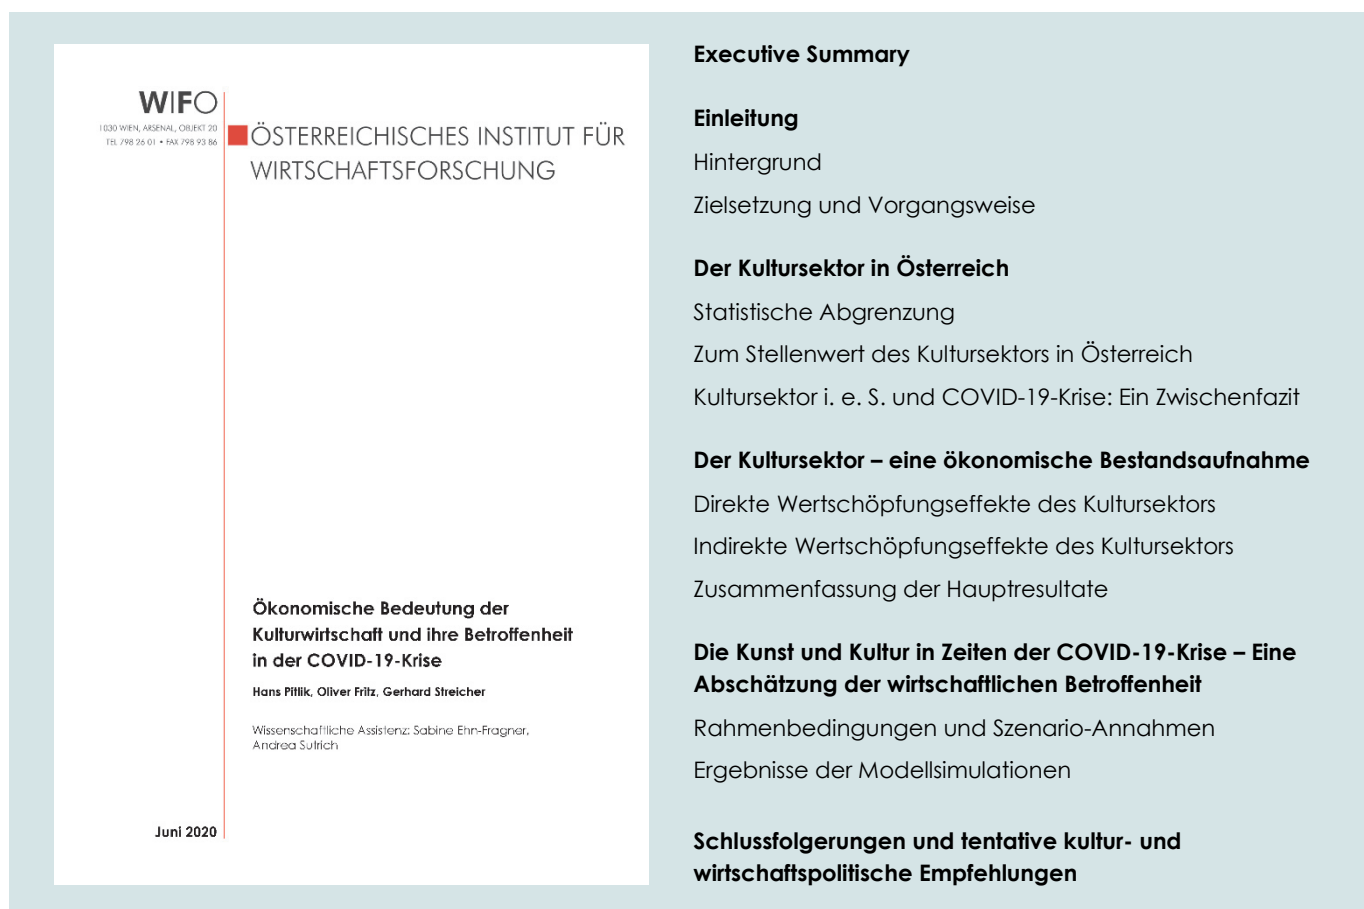 WIFO
1030 WIEN, ARSENAL, OBJEKT 20
TEL 798 26 01 • FAX 798 93 86
ÖSTERREICHISCHES INSTITUT FÜR
WIRTSCHAFTSFORSCHUNG
Ökonomische Bedeutung der
Kulturwirtschaft und ihre Betroffenheit
in der COVID-19-Krise
Hans Pitlik, Oliver Fritz, Gerhard Streicher
Wissenschaftliche Assistenz: Sabine Ehn-Fragner,
Andrea Sutrich
Juni 2020
Executive Summary
Einleitung
Hintergrund
Zielsetzung und Vorgangsweise
Der Kultursektor in Österreich
Statistische Abgrenzung
Zum Stellenwert des Kultursektors in Österreich
Kultursektor i. e. S. und COVID-19-Krise: Ein Zwischenfazit
Der Kultursektor – eine ökonomische Bestandsaufnahme
Direkte Wertschöpfungseffekte des Kultursektors
Indirekte Wertschöpfungseffekte des Kultursektors
Zusammenfassung der Hauptresultate
Die Kunst und Kultur in Zeiten der COVID-19-Krise – Eine
Abschätzung der wirtschaftlichen Betroffenheit
Rahmenbedingungen und Szenario-Annahmen
Ergebnisse der Modellsimulationen
Schlussfolgerungen und tentative kultur- und
wirtschaftspolitische Empfehlungen